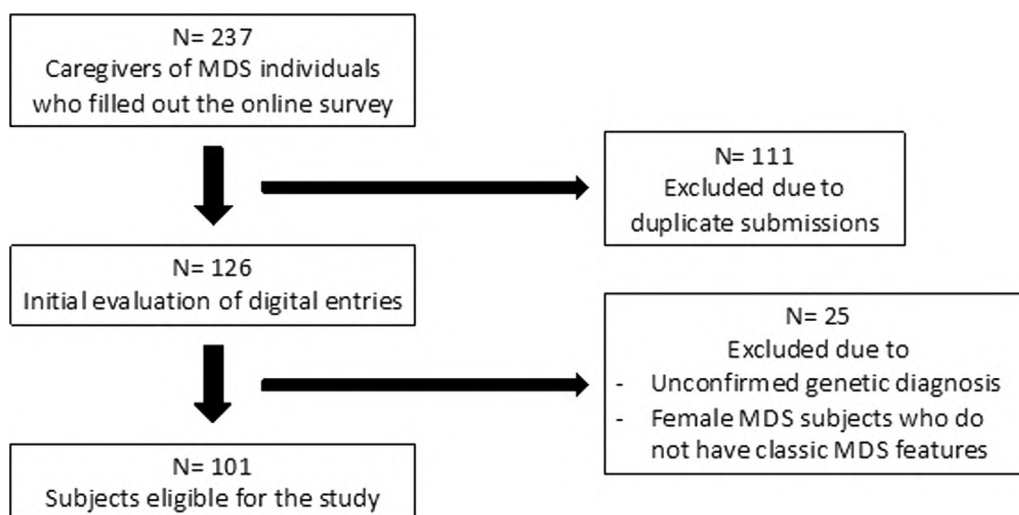 N= 237
Caregivers of MDS individuals
who filled out the online survey
N= 111
Excluded due to
duplicate submissions
N= 126
Initial evaluation of digital entries
N= 25
Excluded due to
- Unconfirmed genetic diagnosis
- Female MDS subjects who do
not have classic MDS features
N= 101
Subjects eligible for the study